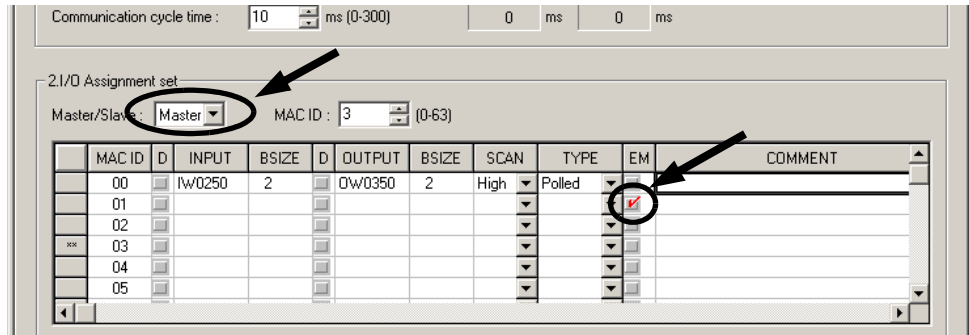 Communication cycle time : 10 ms (0-300) 0 ms 0 ms
2.I/O Assignment set
Master/Slave : Master MAC ID : 3 (0-63)
MAC ID D INPUT BSIZE D OUTPUT BSIZE SCAN TYPE EM COMMENT
00 IW0250 2 OW0350 2 High Polled
01
02
** 03
04
05